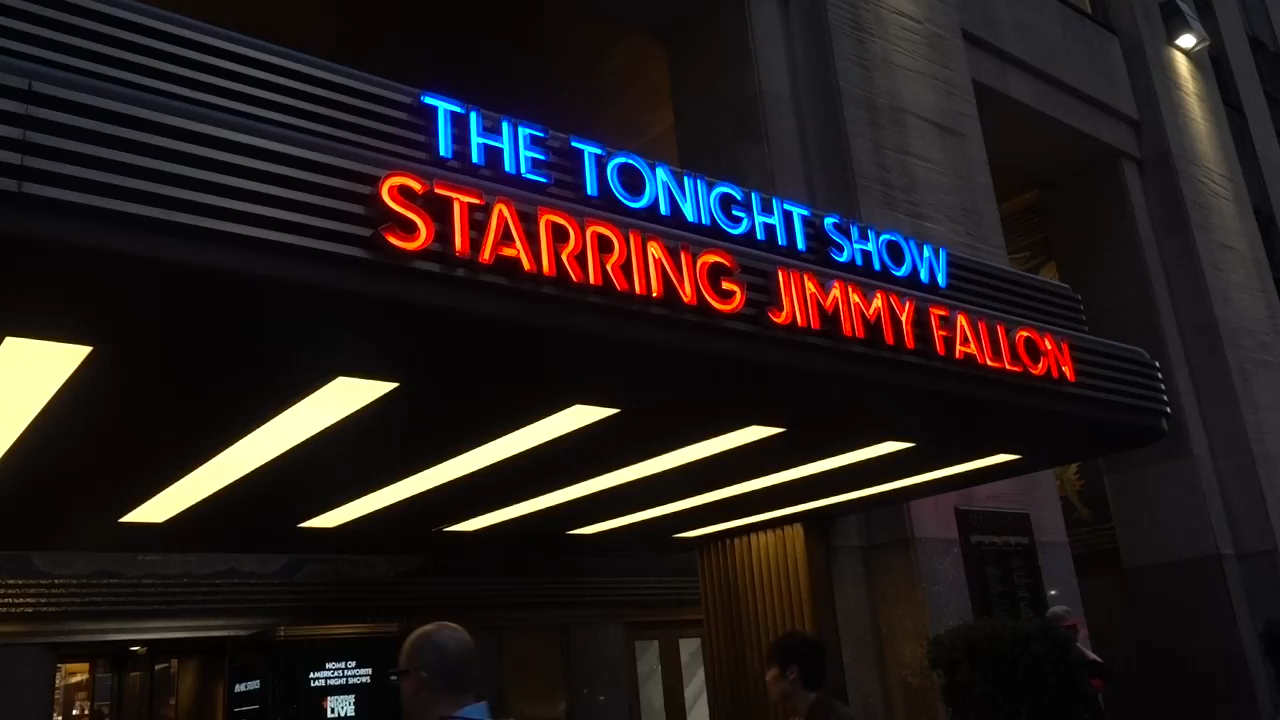 THE TONIGHT SHOW
STARRING JIMMY FALLON
HOME OF
AMERICA'S FAVORITE
LATE NIGHT SHOWS
SATURDAY
NIGHT
LIVE